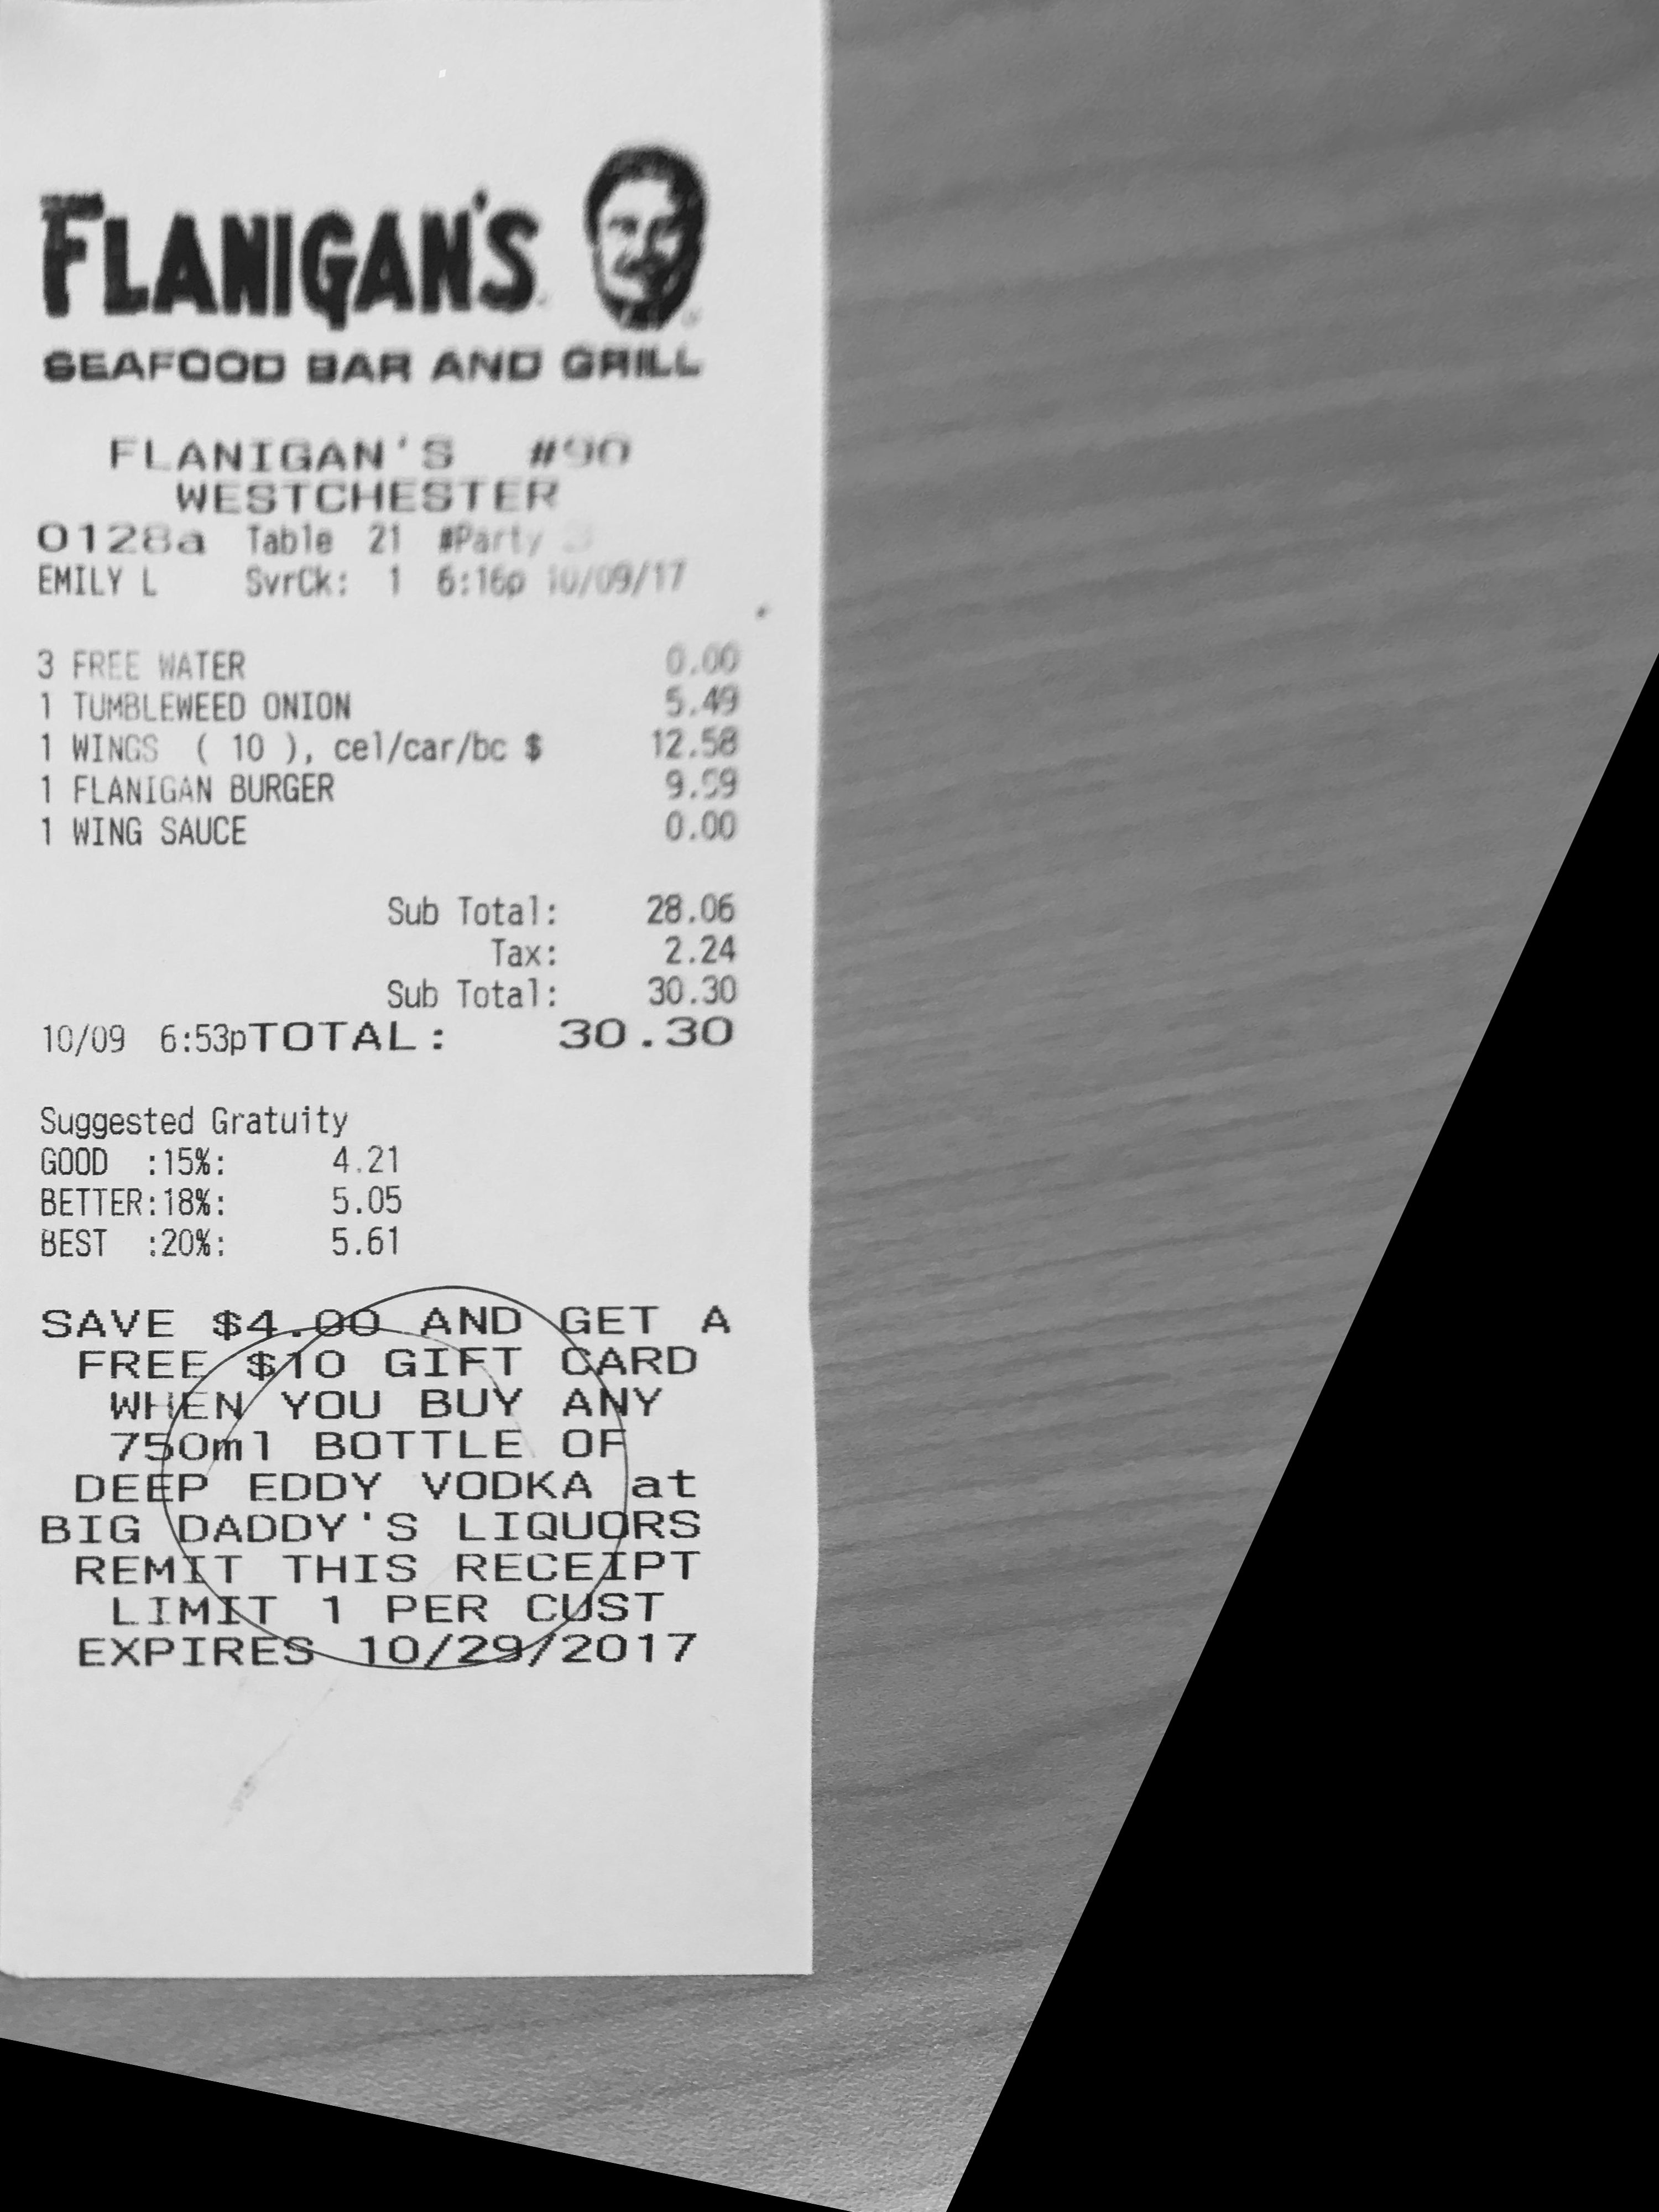 FLANIGAN'S
SEAFOOD BAR AND GRILL
FLANIGAN'S #90
WESTCHESTER
0128a Table 21 #Party 3
EMILY L SvrCk: 1 6:16p 10/09/17
3 FREE WATER 0.00
1 TUMBLEWEED ONION 5.49
1 WINGS ( 10 ), cel/car/bc $ 12.58
1 FLANIGAN BURGER 9.99
1 WING SAUCE 0.00
Sub Total: 28.06
Tax: 2.24
Sub Total: 30.30
10/09 6:53pTOTAL: 30.30
Suggested Gratuity
GOOD :15%: 4.21
BETTER:18%: 5.05
BEST :20%: 5.61
SAVE $4.00 AND GET A
FREE $10 GIFT CARD
WHEN YOU BUY ANY
750ml BOTTLE OF
DEEP EDDY VODKA at
BIG DADDY'S LIQUORS
REMIT THIS RECEIPT
LIMIT 1 PER CUST
EXPIRES 10/29/2017